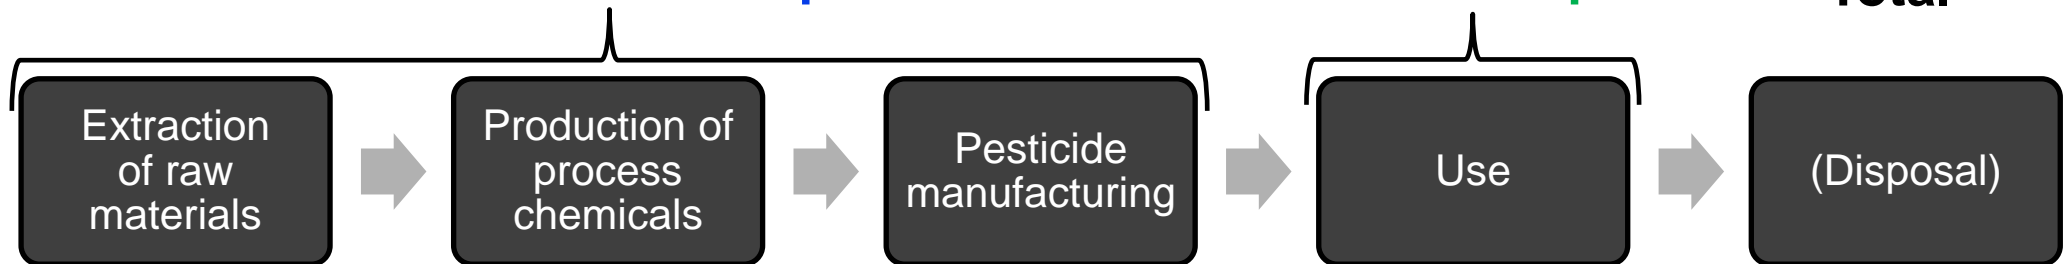 Total
Extraction
of raw
materials
Production of
process
chemicals
Pesticide
manufacturing
Use
(Disposal)